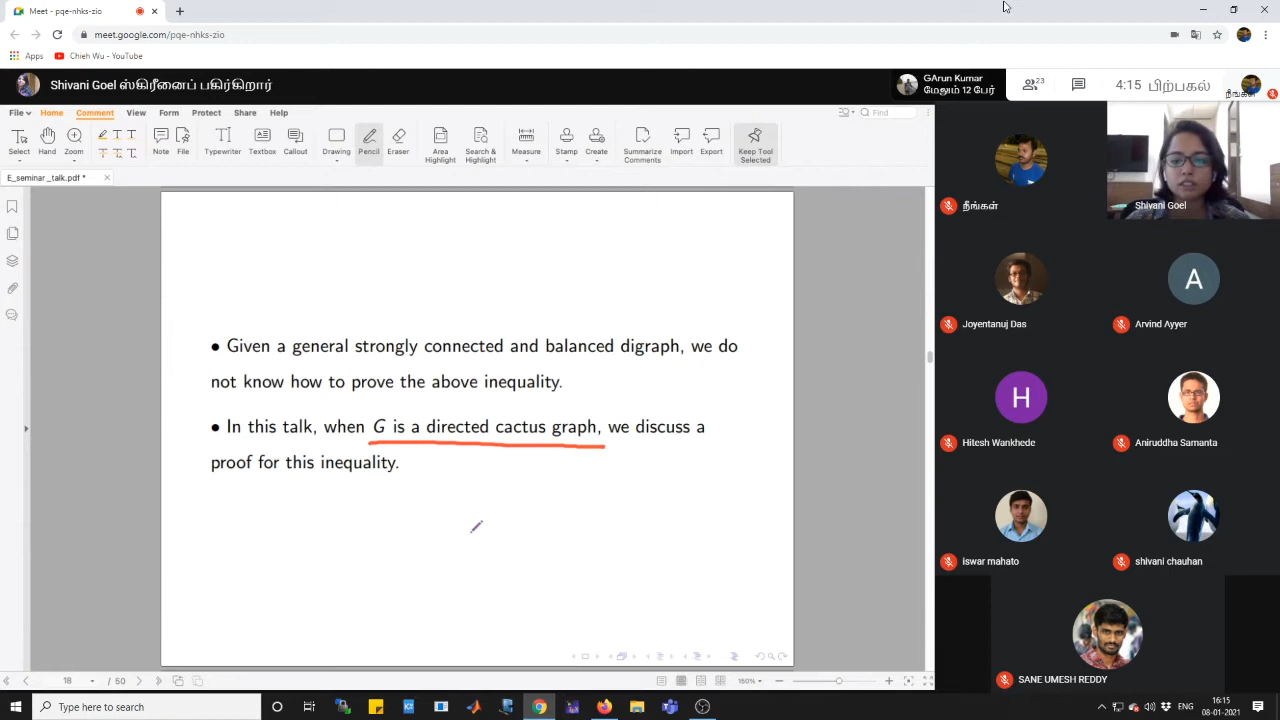 Meet - pqe-nhks-zio
meet.google.com/pqe-nhks-zio
Apps
Chieh Wu - YouTube
Shivani Goel ஸ்கிரீனைப் பகிர்கிறார்
GArun Kumar
மேலும் 12 பேர்
23
4:15 பிற்பகல்
நீங்கள்
File
Home
Comment
View
Form
Protect
Share
Help
Find
Select
Hand
Zoom
Note
File
Typewriter
Textbox
Callout
Drawing
Pencil
Eraser
Area
Highlight
Search &
Highlight
Measure
Stamp
Create
Summarize
Comments
Import
Export
Keep Tool
Selected
E_seminar _talk.pdf *
• Given a general strongly connected and balanced digraph, we do
not know how to prove the above inequality.
• In this talk, when G is a directed cactus graph, we discuss a
proof for this inequality.
நீங்கள்
Shivani Goel
Joyentanuj Das
A
Arvind Ayyer
H
Hitesh Wankhede
Aniruddha Samanta
Iswar mahato
shivani chauhan
SANE UMESH REDDY
18
/ 50
150%
Type here to search
ENG
16:15
08-01-2021